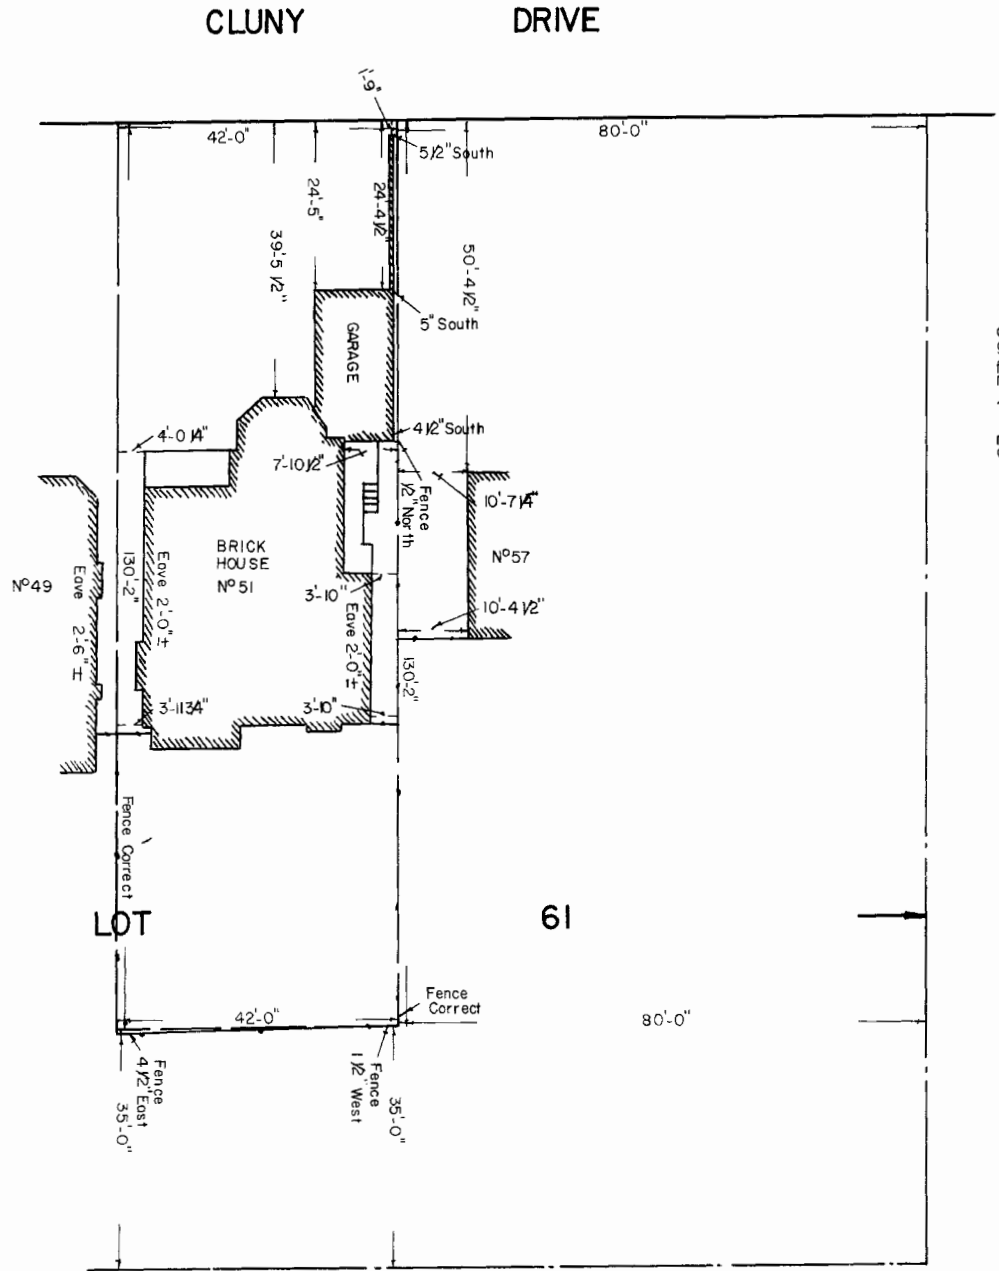 CLUNY DRIVE
1'-9"
42'-0"
80'-0"
5 1/2" South
24'-5"
24'-4 1/2"
39'-5 1/2"
50'-4 1/2"
5" South
GARAGE
4 1/2" South
4'-0 1/4"
7'-10 1/2"
Fence
1/2" North
10'-7 1/4"
BRICK
HOUSE
Nº 51
Nº 57
Nº 49
Eave 2'-6" ±
130'-2"
Eave 2'-0" ±
3'-10"
Eave 2'-0" ±
10'-4 1/2"
130'-2"
3'-11 3/4"
3'-10"
Fence Correct
LOT 61
Fence
Correct
42'-0"
80'-0"
Fence
4 1/2" East
Fence
1 1/2" West
35'-0"
35'-0"